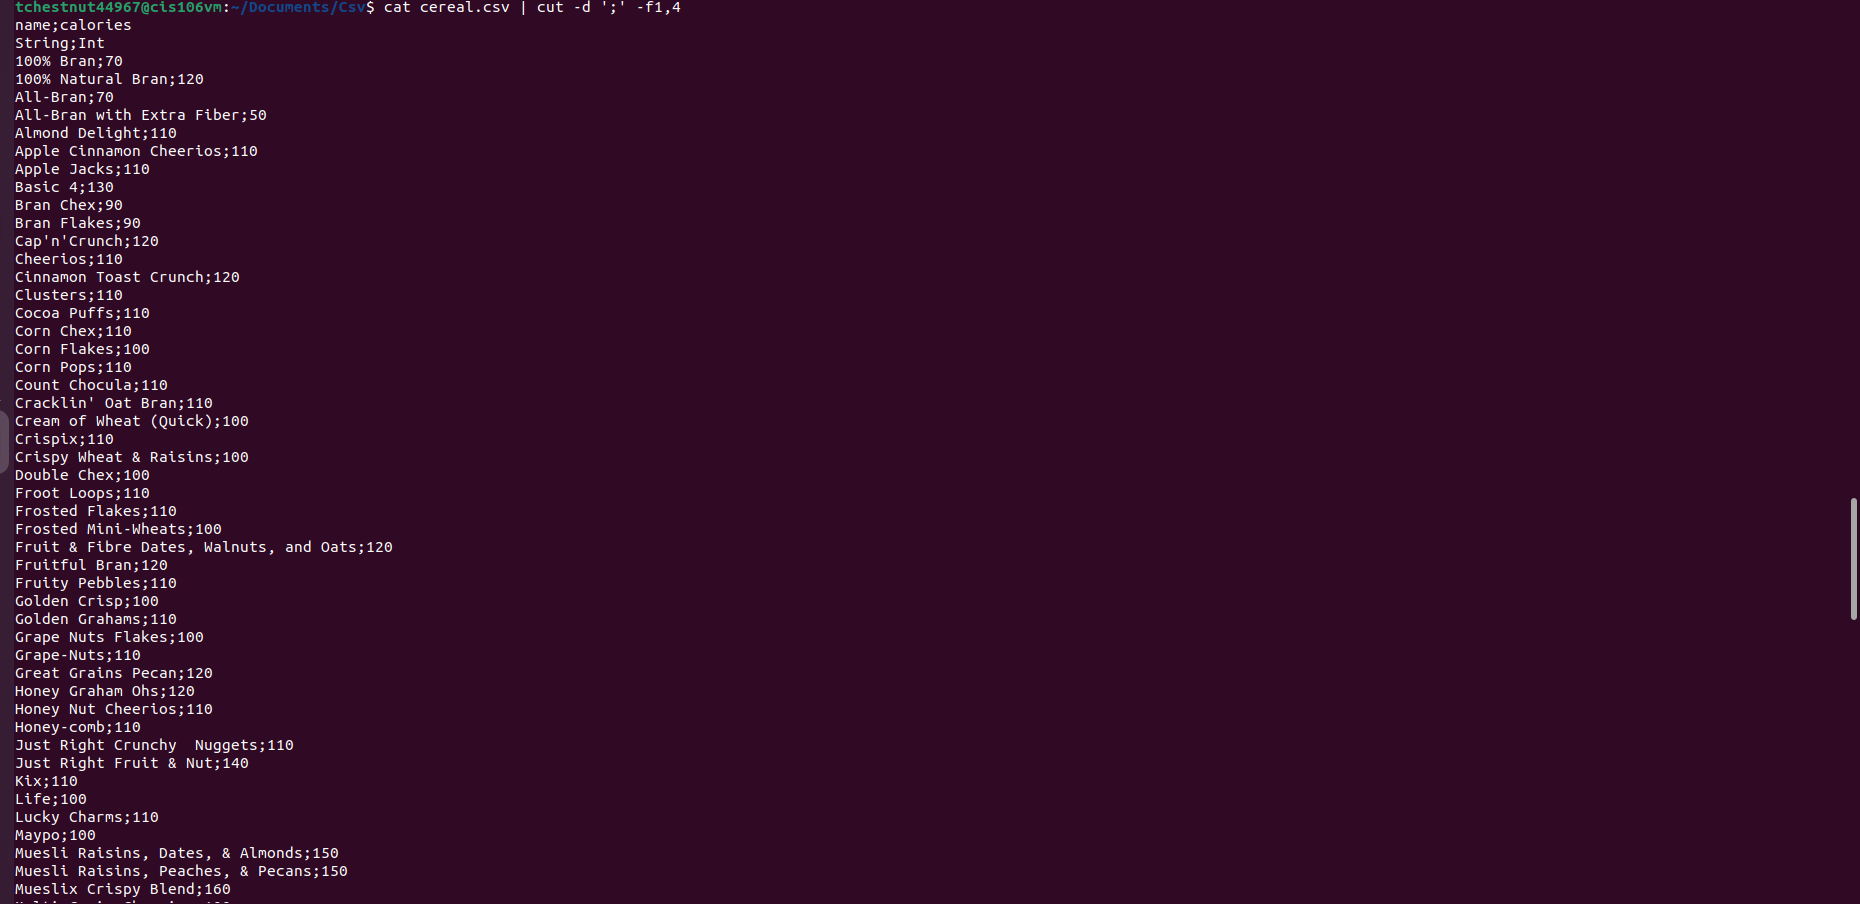 tchestnut44967@cis106vm:~/Documents/Csv$ cat cereal.csv | cut -d ';' -f1,4
name;calories
String;Int
100% Bran;70
100% Natural Bran;120
All-Bran;70
All-Bran with Extra Fiber;50
Almond Delight;110
Apple Cinnamon Cheerios;110
Apple Jacks;110
Basic 4;130
Bran Chex;90
Bran Flakes;90
Cap'n'Crunch;120
Cheerios;110
Cinnamon Toast Crunch;120
Clusters;110
Cocoa Puffs;110
Corn Chex;110
Corn Flakes;100
Corn Pops;110
Count Chocula;110
Cracklin' Oat Bran;110
Cream of Wheat (Quick);100
Crispix;110
Crispy Wheat & Raisins;100
Double Chex;100
Froot Loops;110
Frosted Flakes;110
Frosted Mini-Wheats;100
Fruit & Fibre Dates, Walnuts, and Oats;120
Fruitful Bran;120
Fruity Pebbles;110
Golden Crisp;100
Golden Grahams;110
Grape Nuts Flakes;100
Grape-Nuts;110
Great Grains Pecan;120
Honey Graham Ohs;120
Honey Nut Cheerios;110
Honey-comb;110
Just Right Crunchy  Nuggets;110
Just Right Fruit & Nut;140
Kix;110
Life;100
Lucky Charms;110
Maypo;100
Muesli Raisins, Dates, & Almonds;150
Muesli Raisins, Peaches, & Pecans;150
Mueslix Crispy Blend;160